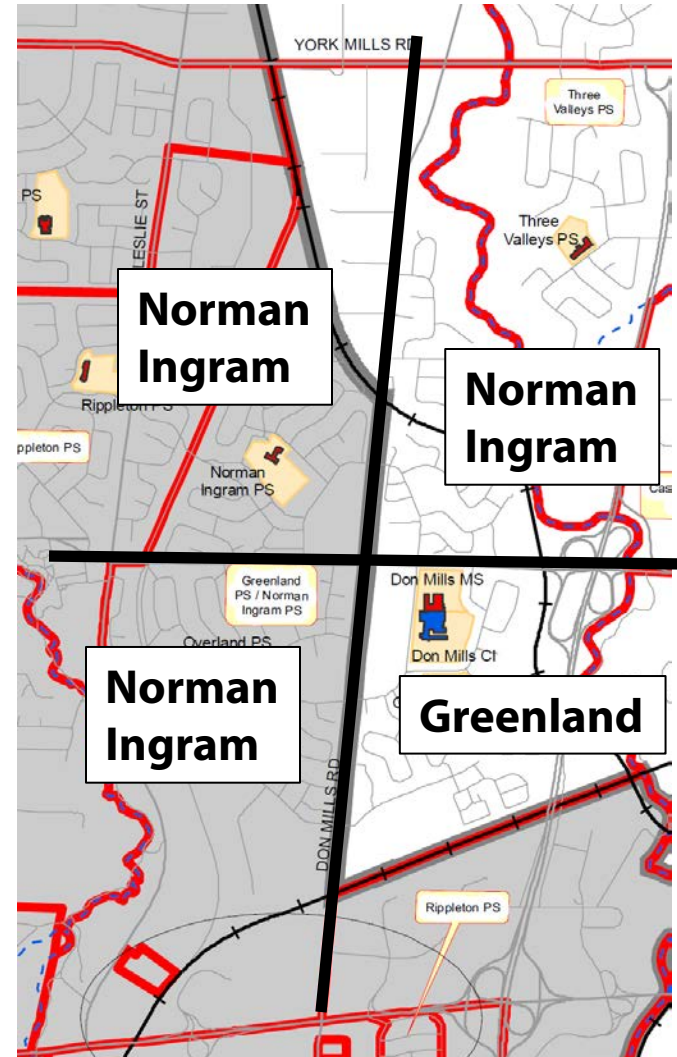 YORK MILLS RD
Three
Valleys PS
PS
LESLIE ST
Three
Valleys PS
Norman
Ingram
Norman
Ingram
Rippleton PS
ppleton PS
Norman
Ingram PS
Cas
Greenland
PS / Norman
Ingram PS
Don Mills MS
Overland PS
Don Mills CI
Norman
Ingram
Greenland
DON MILLS RD
Rippleton PS